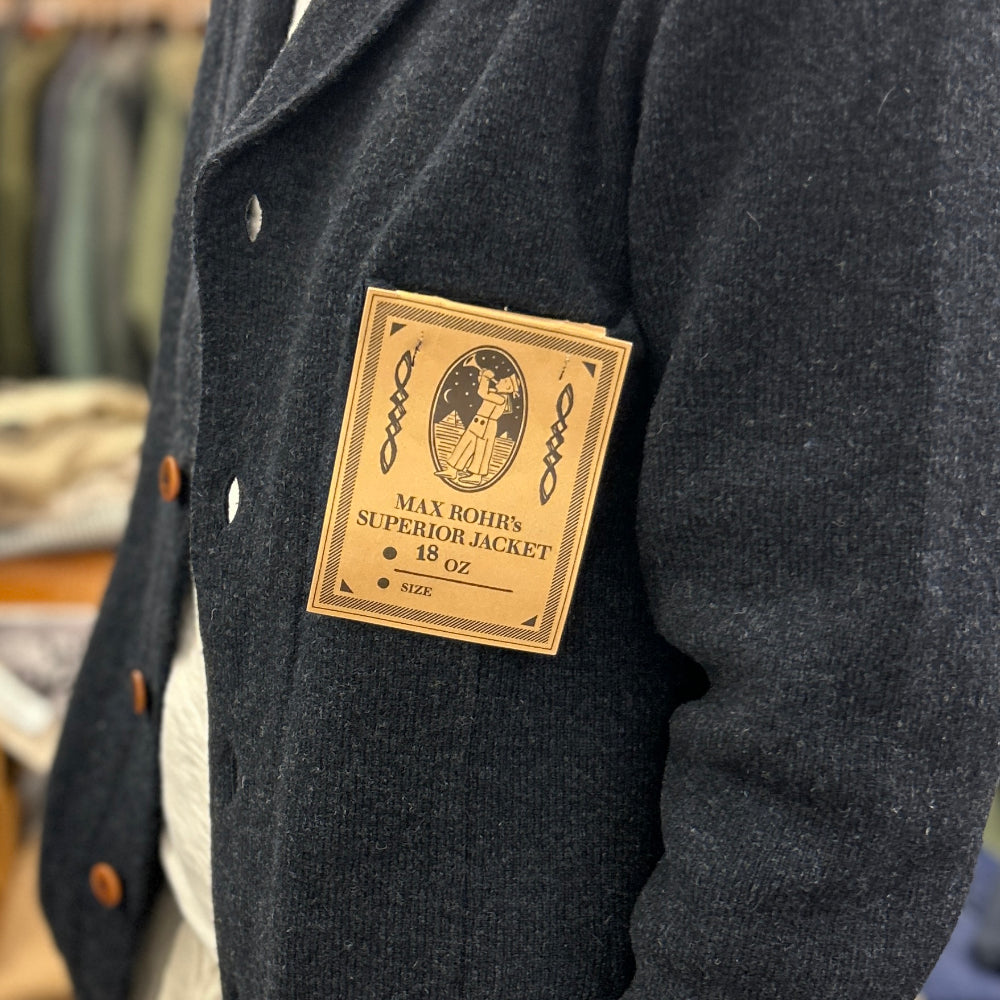 MAX ROHR's
SUPERIOR JACKET
18 OZ
SIZE